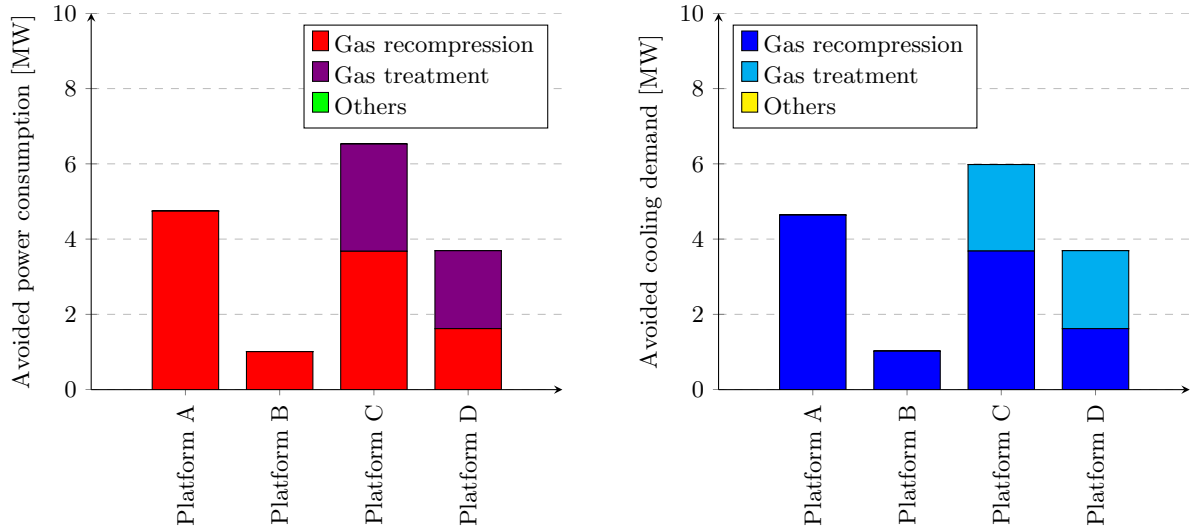 Avoided power consumption [MW]
10
8
6
4
2
0
Gas recompression
Gas treatment
Others
Platform A
Platform B
Platform C
Platform D
Avoided cooling demand [MW]
10
8
6
4
2
0
Gas recompression
Gas treatment
Others
Platform A
Platform B
Platform C
Platform D